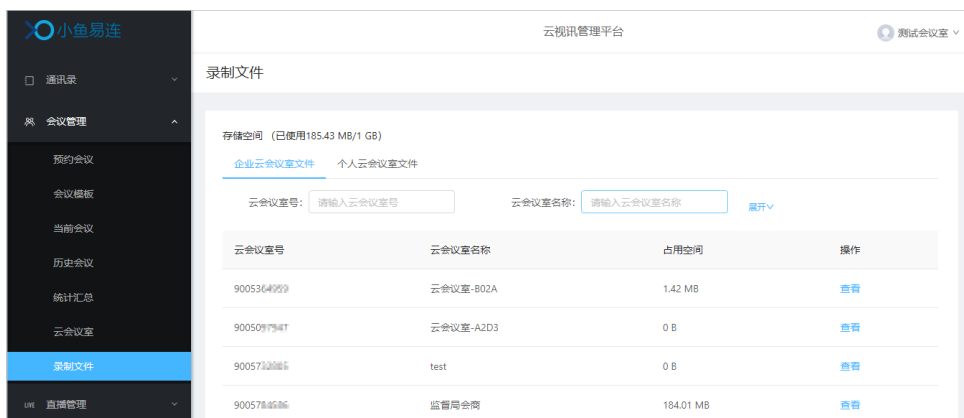 小鱼易连
云视讯管理平台
测试会议室
通讯录
录制文件
会议管理
预约会议
会议模板
当前会议
历史会议
统计汇总
云会议室
录制文件
LIVE 直播管理
存储空间 (已使用185.43 MB/1 GB)
企业云会议室文件 个人云会议室文件
云会议室号: 请输入云会议室号 云会议室名称: 请输入云会议室名称 展开
云会议室号 云会议室名称 占用空间 操作
云会议室-B02A 1.42 MB 查看
云会议室-A2D3 0 B 查看
test 0 B 查看
监管局会商 184.01 MB 查看